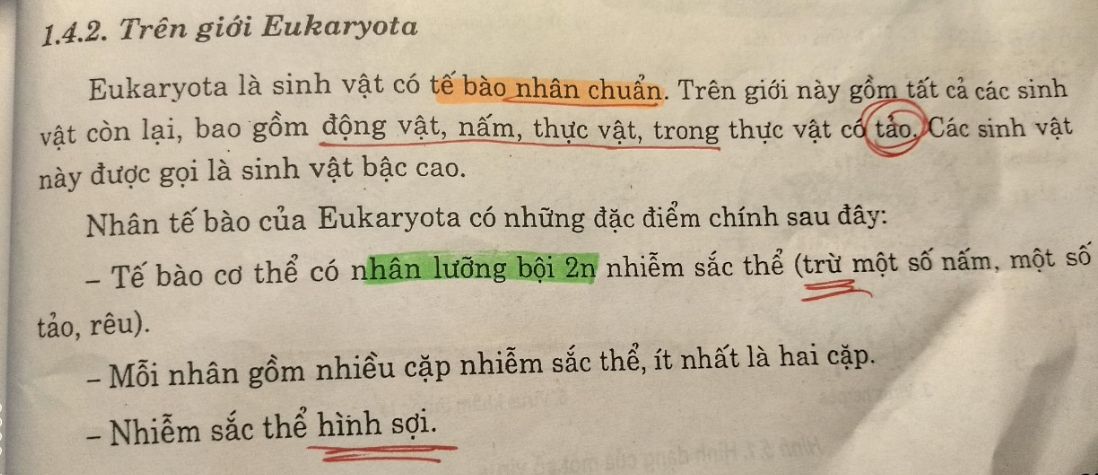 1.4.2. Trên giới Eukaryota
Eukaryota là sinh vật có tế bào nhân chuẩn. Trên giới này gồm tất cả các sinh
vật còn lại, bao gồm động vật, nấm, thực vật, trong thực vật có tảo. Các sinh vật
này được gọi là sinh vật bậc cao.
Nhân tế bào của Eukaryota có những đặc điểm chính sau đây:
– Tế bào cơ thể có nhân lưỡng bội 2n nhiễm sắc thể (trừ một số nấm, một số
tảo, rêu).
– Mỗi nhân gồm nhiều cặp nhiễm sắc thể, ít nhất là hai cặp.
– Nhiễm sắc thể hình sợi.